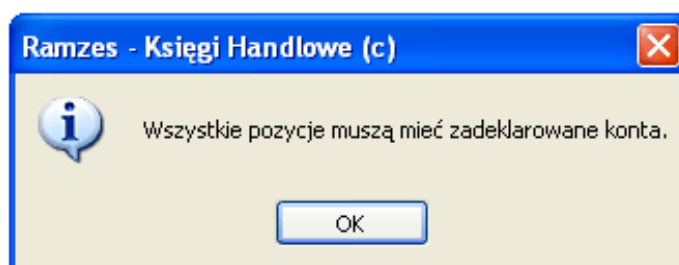 Ramzes - Księgi Handlowe (c)
Wszystkie pozycje muszą mieć zadeklarowane konta.
OK